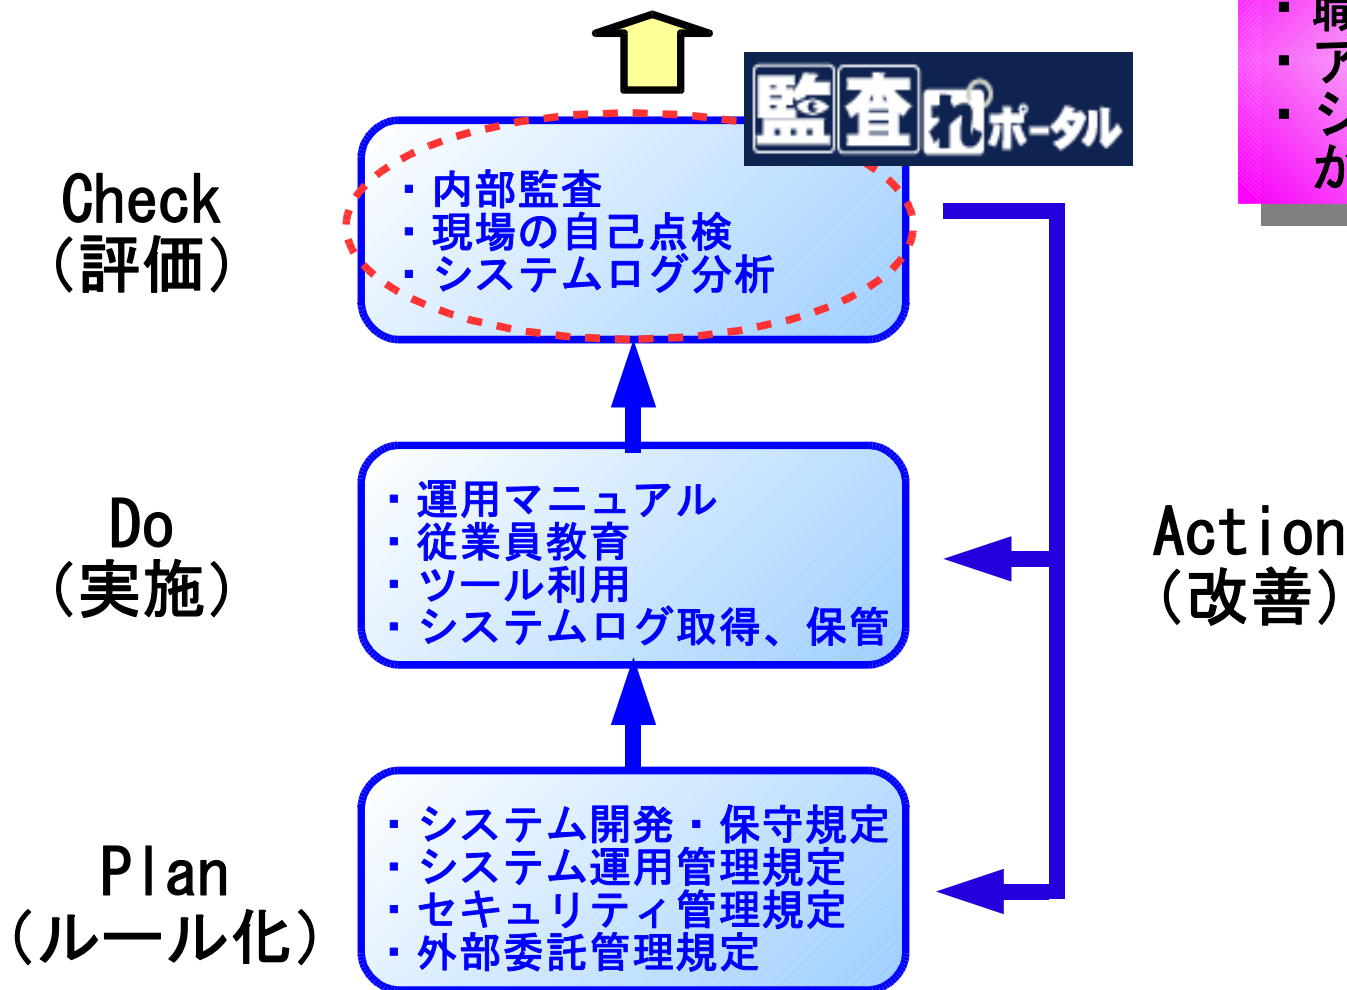 ・職
・ア
・シ
が
監査れポータル
Check
（評価）
・内部監査
・現場の自己点検
・システムログ分析
Do
（実施）
・運用マニュアル
・従業員教育
・ツール利用
・システムログ取得、保管
Action
（改善）
Plan
（ルール化）
・システム開発・保守規定
・システム運用管理規定
・セキュリティ管理規定
・外部委託管理規定